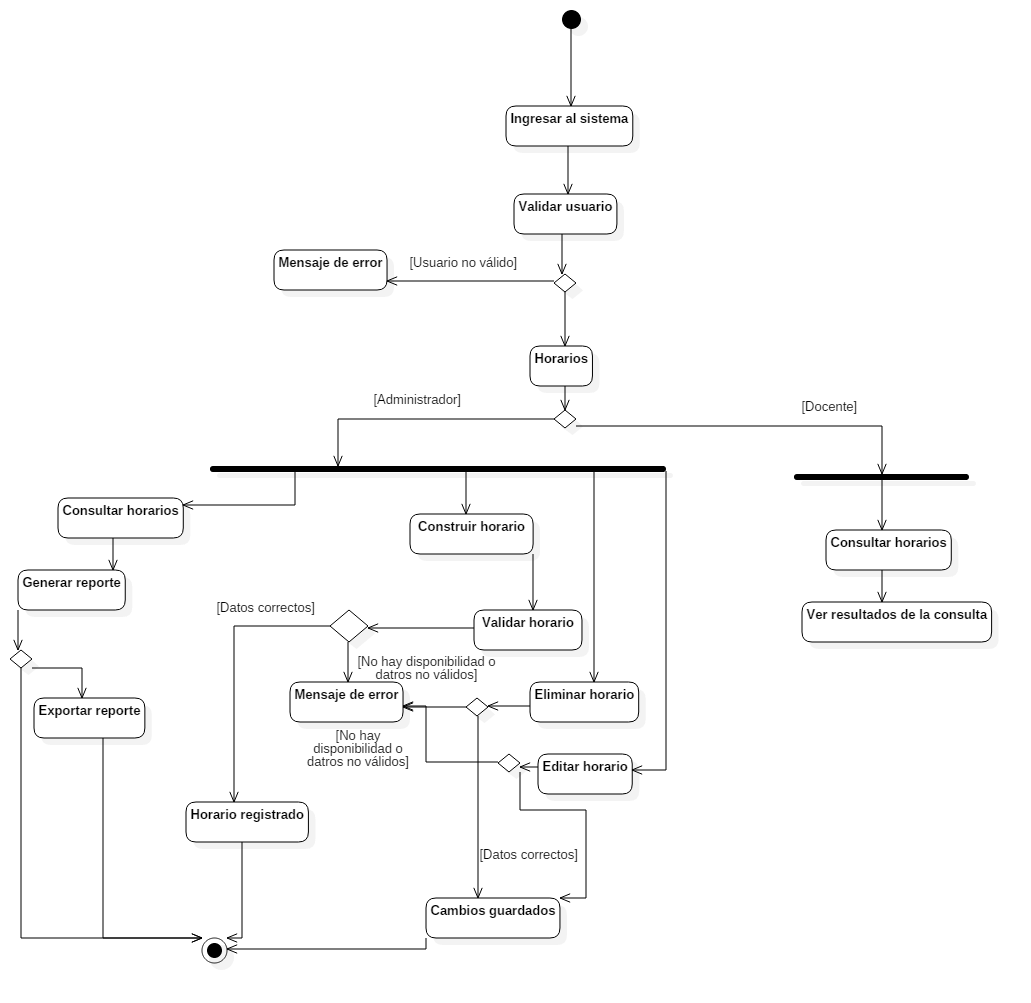 Ingresar al sistema
Validar usuario
Mensaje de error
[Usuario no válido]
Horarios
[Administrador]
[Docente]
Consultar horarios
Construir horario
Consultar horarios
Generar reporte
[Datos correctos]
Validar horario
Ver resultados de la consulta
[No hay disponibilidad o
datros no válidos]
Mensaje de error
Eliminar horario
Exportar reporte
[No hay
disponibilidad o
datros no válidos]
Editar horario
Horario registrado
[Datos correctos]
Cambios guardados